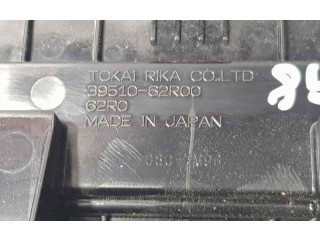 TOKAI RIKA CO.,LTD
39510-62R00
62R0
MADE IN JAPAN